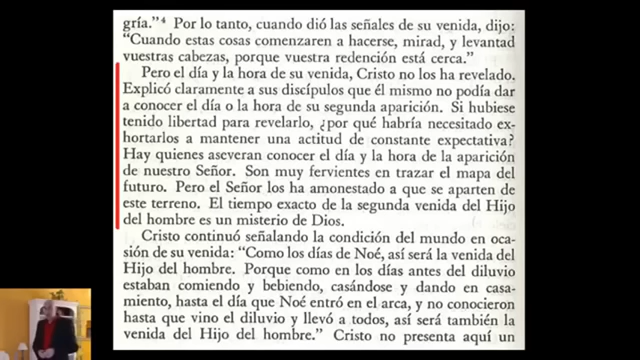 gría.”⁴ Por lo tanto, cuando dió las señales de su venida, dijo:
“Cuando estas cosas comenzaren a hacerse, mirad, y levantad
vuestras cabezas, porque vuestra redención está cerca.”
Pero el día y la hora de su venida, Cristo no los ha revelado.
Explicó claramente a sus discípulos que él mismo no podía dar
a conocer el día o la hora de su segunda aparición. Si hubiese
tenido libertad para revelarlo, ¿por qué habría necesitado ex-
hortarlos a mantener una actitud de constante expectativa?
Hay quienes aseveran conocer el día y la hora de la aparición
de nuestro Señor. Son muy fervientes en trazar el mapa del
futuro. Pero el Señor los ha amonestado a que se aparten de
este terreno. El tiempo exacto de la segunda venida del Hijo
del hombre es un misterio de Dios.
Cristo continuó señalando la condición del mundo en oca-
sión de su venida: “Como los días de Noé, así será la venida del
Hijo del hombre. Porque como en los días antes del diluvio
estaban comiendo y bebiendo, casándose y dando en casa-
miento, hasta el día que Noé entró en el arca, y no conocieron
hasta que vino el diluvio y llevó a todos, así será también la
venida del Hijo del hombre.” Cristo no presenta aquí un